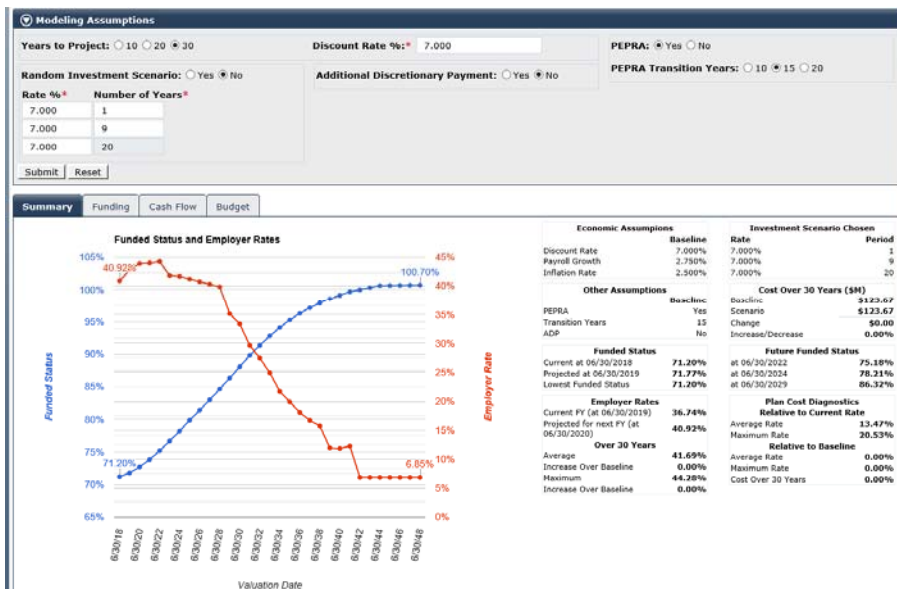 Modeling Assumptions
Years to Project: 10 20 30
Discount Rate %:* 7.000
PEPRA: Yes No
Random Investment Scenario: Yes No
Additional Discretionary Payment: Yes No
PEPRA Transition Years: 10 15 20
Rate %* Number of Years*
7.000 1
7.000 9
7.000 20
Submit Reset
Summary Funding Cash Flow Budget
Funded Status and Employer Rates
105%
100%
95%
90%
85%
80%
75%
70%
65%
Funded Status
40.92%
71.20%
100.70%
6.85%
45%
40%
35%
30%
25%
20%
15%
10%
5%
0%
Employer Rate
6/30/18
6/30/20
6/30/22
6/30/24
6/30/26
6/30/28
6/30/30
6/30/32
6/30/34
6/30/36
6/30/38
6/30/40
6/30/42
6/30/44
6/30/46
6/30/48
Valuation Date
Economic Assumpions
Baseline
Discount Rate 7.000%
Payroll Growth 2.750%
Inflation Rate 2.500%
Other Assumptions
Baseline
PEPRA Yes
Transition Years 15
ADP No
Funded Status
Current at 06/30/2018 71.20%
Projected at 06/30/2019 71.77%
Lowest Funded Status 71.20%
Employer Rates
Current FY (at 06/30/2019) 36.74%
Projected for next FY (at
06/30/2020) 40.92%
Over 30 Years
Average 41.69%
Increase Over Baseline 0.00%
Maximum 44.28%
Increase Over Baseline 0.00%
Investment Scenario Chosen
Rate Period
7.000% 1
7.000% 9
7.000% 20
Cost Over 30 Years ($M)
Baseline $123.67
Scenario $123.67
Change $0.00
Increase/Decrease 0.00%
Future Funded Status
at 06/30/2022 75.18%
at 06/30/2024 78.21%
at 06/30/2029 86.32%
Plan Cost Diagnostics
Relative to Current Rate
Average Rate 13.47%
Maximum Rate 20.53%
Relative to Baseline
Average Rate 0.00%
Maximum Rate 0.00%
Cost Over 30 Years 0.00%